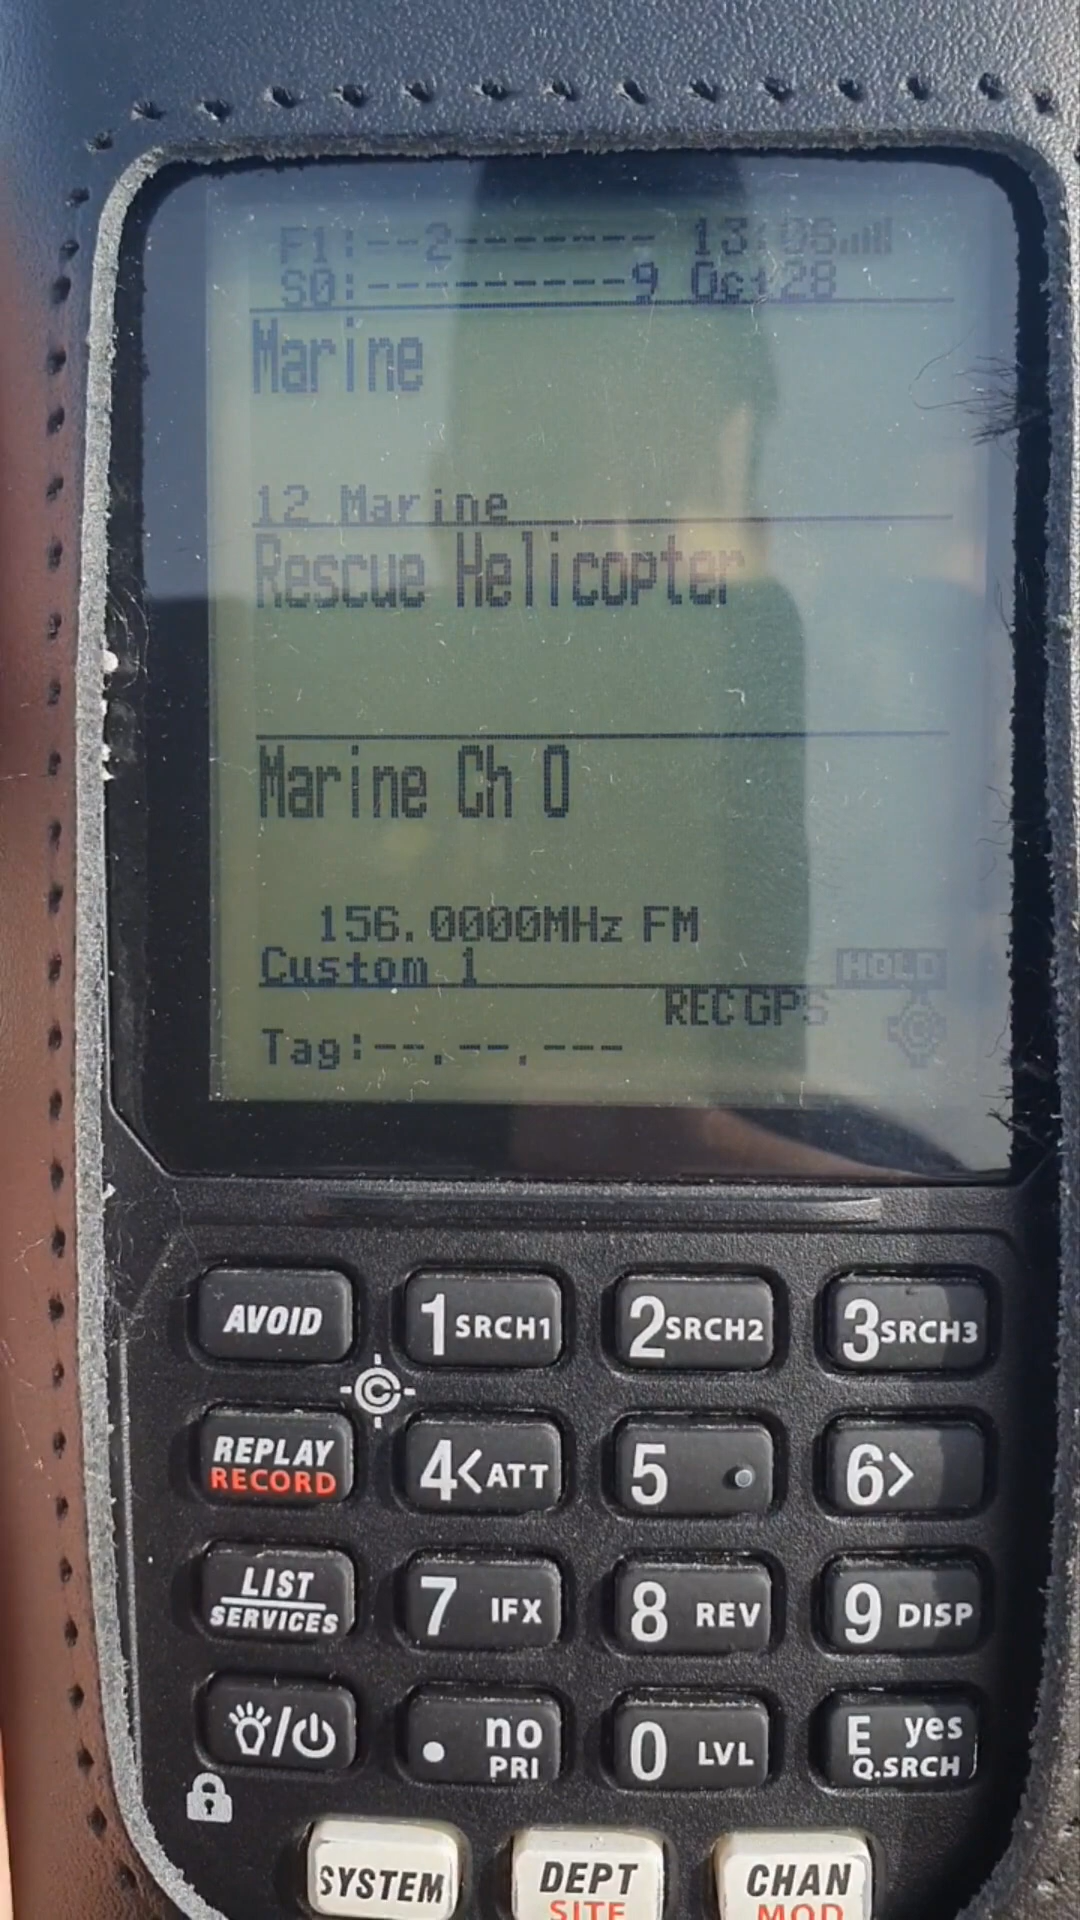 F1:--2------- 13:06
S0:---------9 Oct28
Marine
12 Marine
Rescue Helicopter
Marine Ch 0
156.0000MHz FM
Custom 1 HOLD
REC GPS
Tag:--.--.---
AVOID 1 SRCH1 2 SRCH2 3 SRCH3
REPLAY 4< ATT 5 6>
RECORD
LIST 7 IFX 8 REV 9 DISP
SERVICES
. no 0 LVL E yes
PRI Q.SRCH
SYSTEM DEPT CHAN
SITE MOD